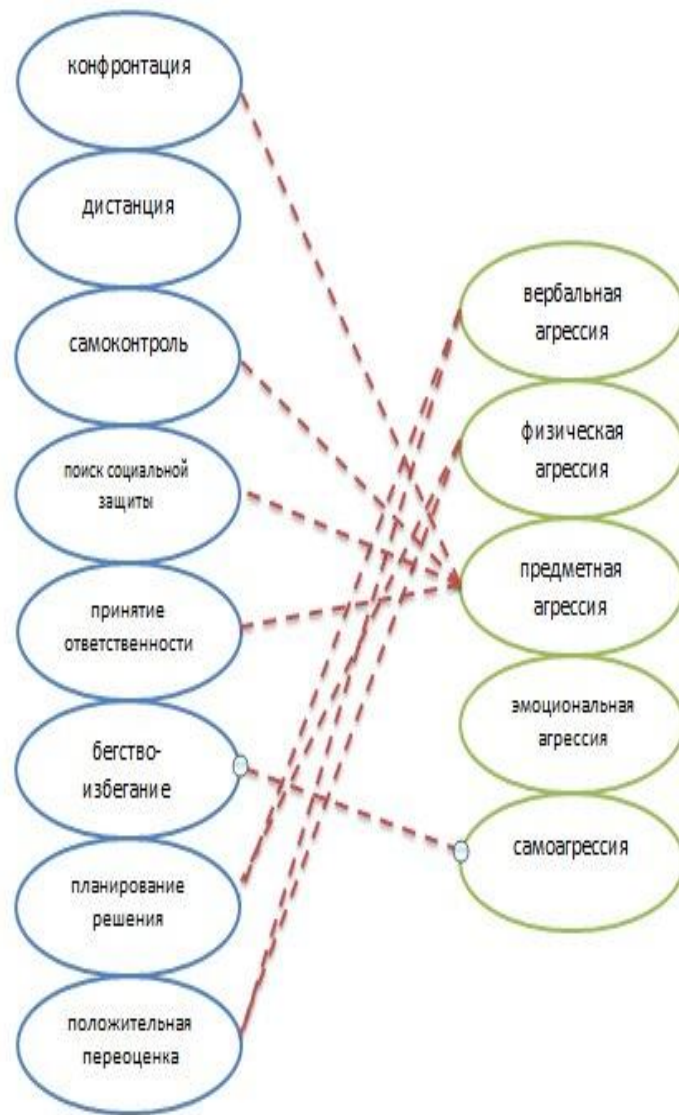 конфронтация
дистанция
самоконтроль
поиск социальной
защиты
принятие
ответственности
бегство-
избегание
планирование
решения
положительная
переоценка
вербальная
агрессия
физическая
агрессия
предметная
агрессия
эмоциональная
агрессия
самоагрессия